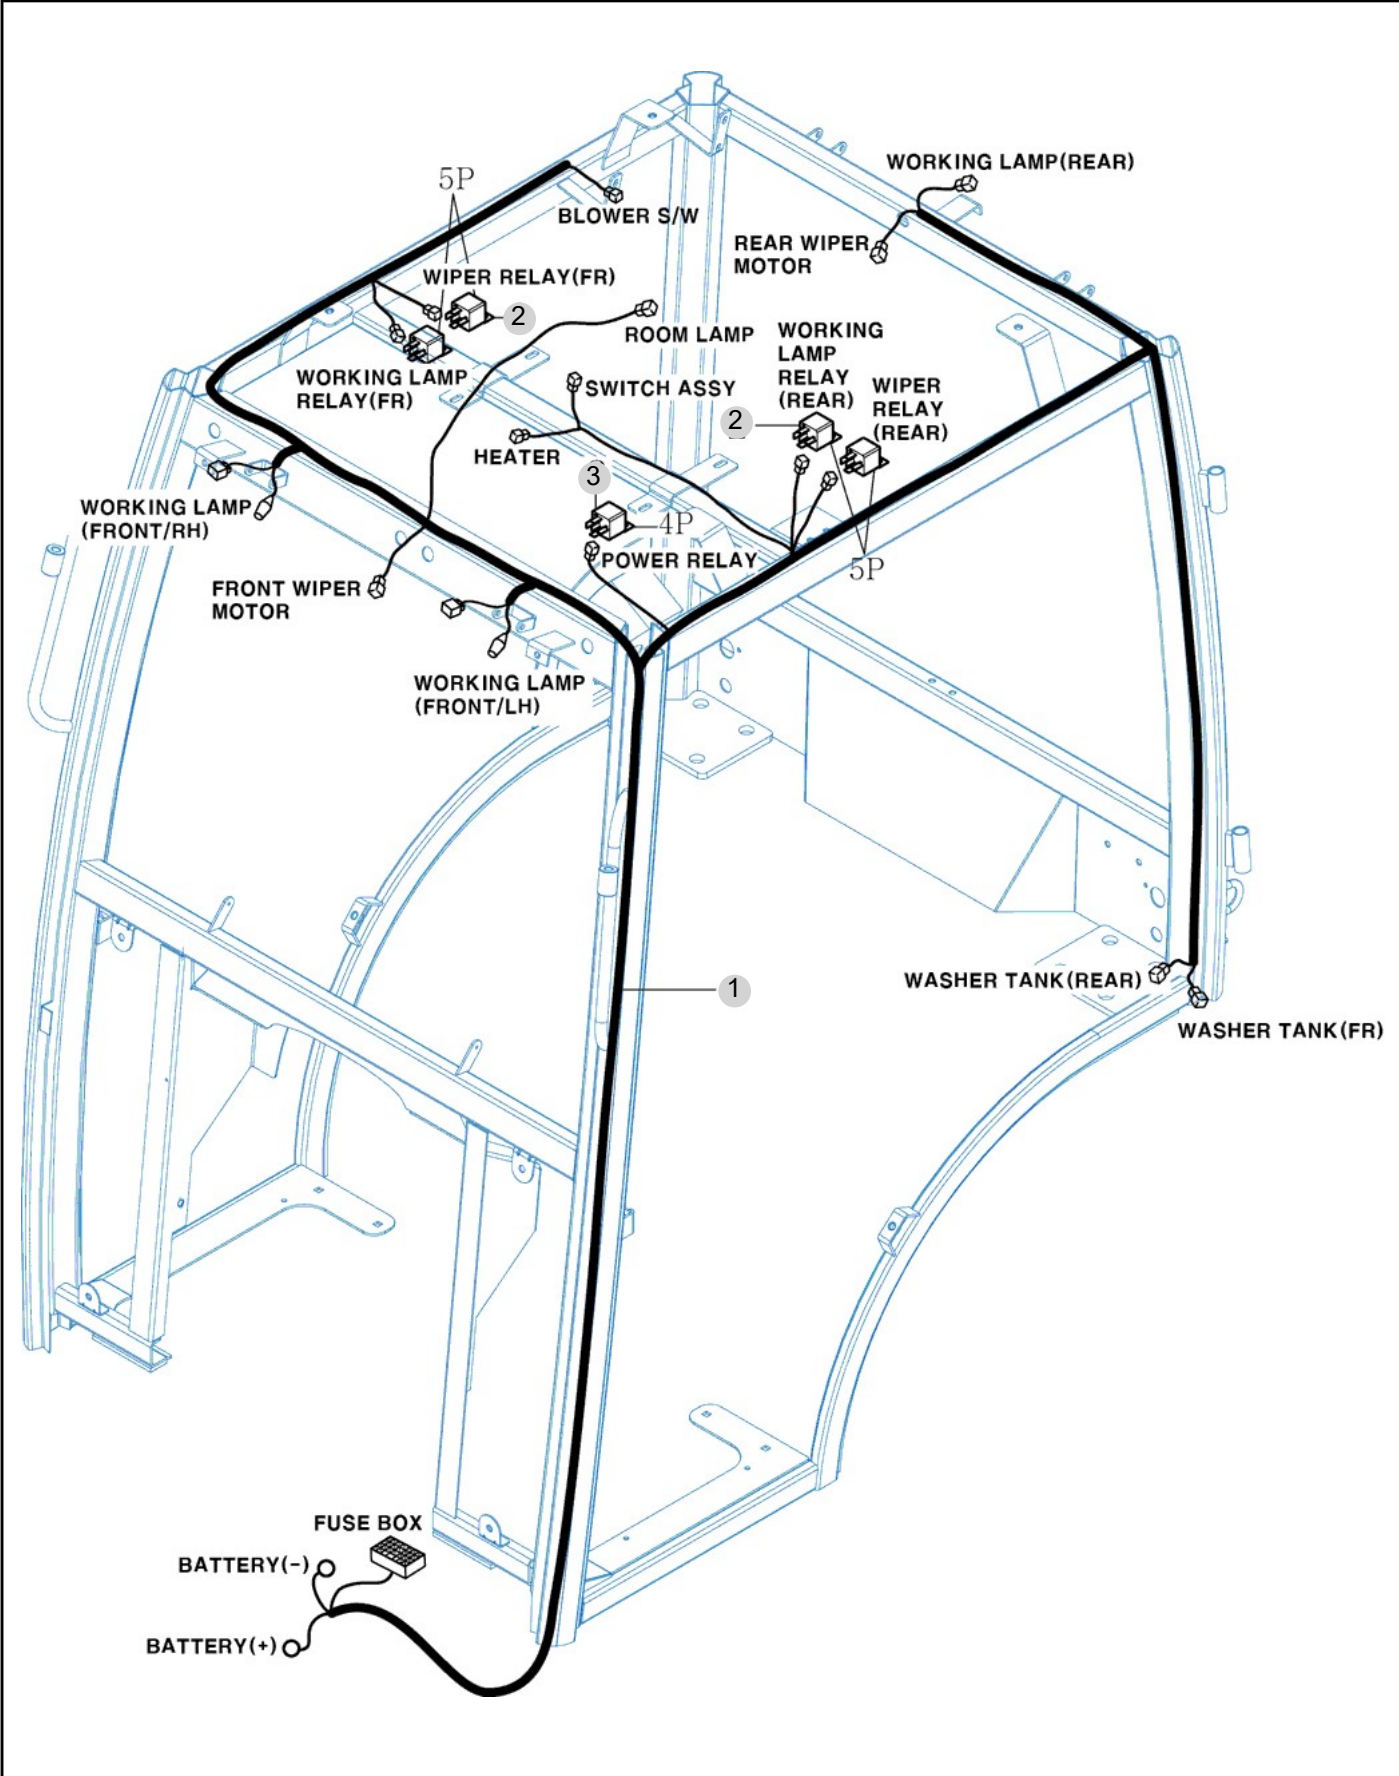 WORKING LAMP(REAR)
5P
BLOWER S/W
REAR WIPER
MOTOR
WIPER RELAY(FR)
2
ROOM LAMP
WORKING
LAMP
RELAY
(REAR)
WORKING LAMP
RELAY(FR)
SWITCH ASSY
WIPER
RELAY
(REAR)
2
HEATER
3
4P
WORKING LAMP
(FRONT/RH)
POWER RELAY
5P
FRONT WIPER
MOTOR
WORKING LAMP
(FRONT/LH)
WASHER TANK(REAR)
1
WASHER TANK(FR)
FUSE BOX
BATTERY(-)
BATTERY(+)